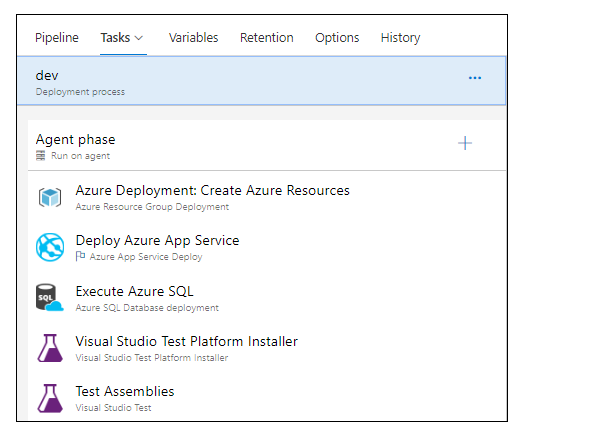 Pipeline Tasks Variables Retention Options History
dev
Deployment process
Agent phase
Run on agent
Azure Deployment: Create Azure Resources
Azure Resource Group Deployment
Deploy Azure App Service
Azure App Service Deploy
SQL
Execute Azure SQL
Azure SQL Database deployment
Visual Studio Test Platform Installer
Visual Studio Test Platform Installer
Test Assemblies
Visual Studio Test